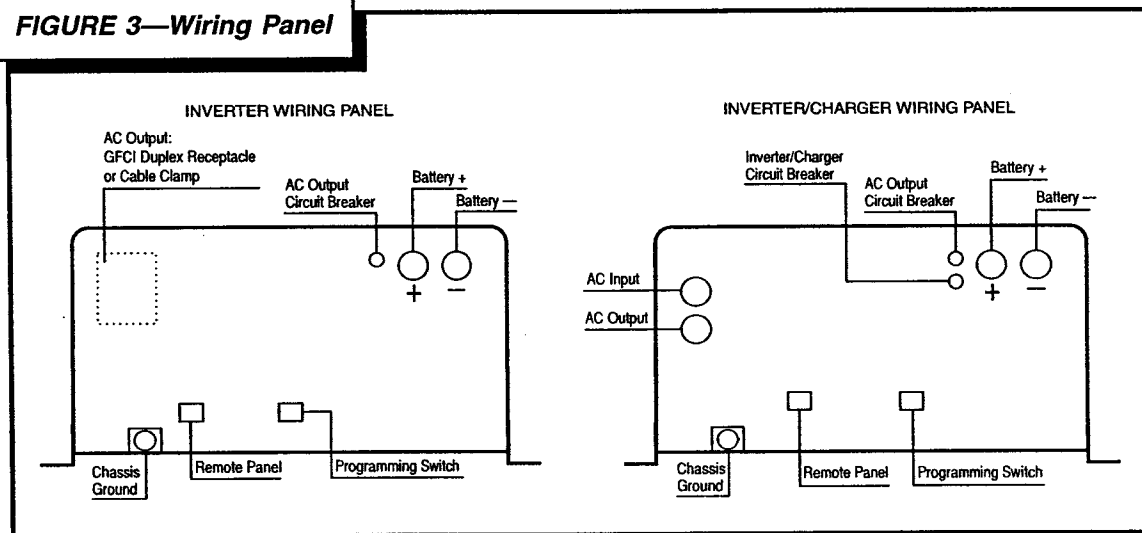 FIGURE 3—Wiring Panel
INVERTER WIRING PANEL
AC Output:
GFCI Duplex Receptacle
or Cable Clamp
AC Output
Circuit Breaker
Battery +
Battery —
+
—
Chassis
Ground
Remote Panel
Programming Switch
INVERTER/CHARGER WIRING PANEL
Inverter/Charger
Circuit Breaker
AC Output
Circuit Breaker
Battery +
Battery —
+
—
AC Input
AC Output
Chassis
Ground
Remote Panel
Programming Switch